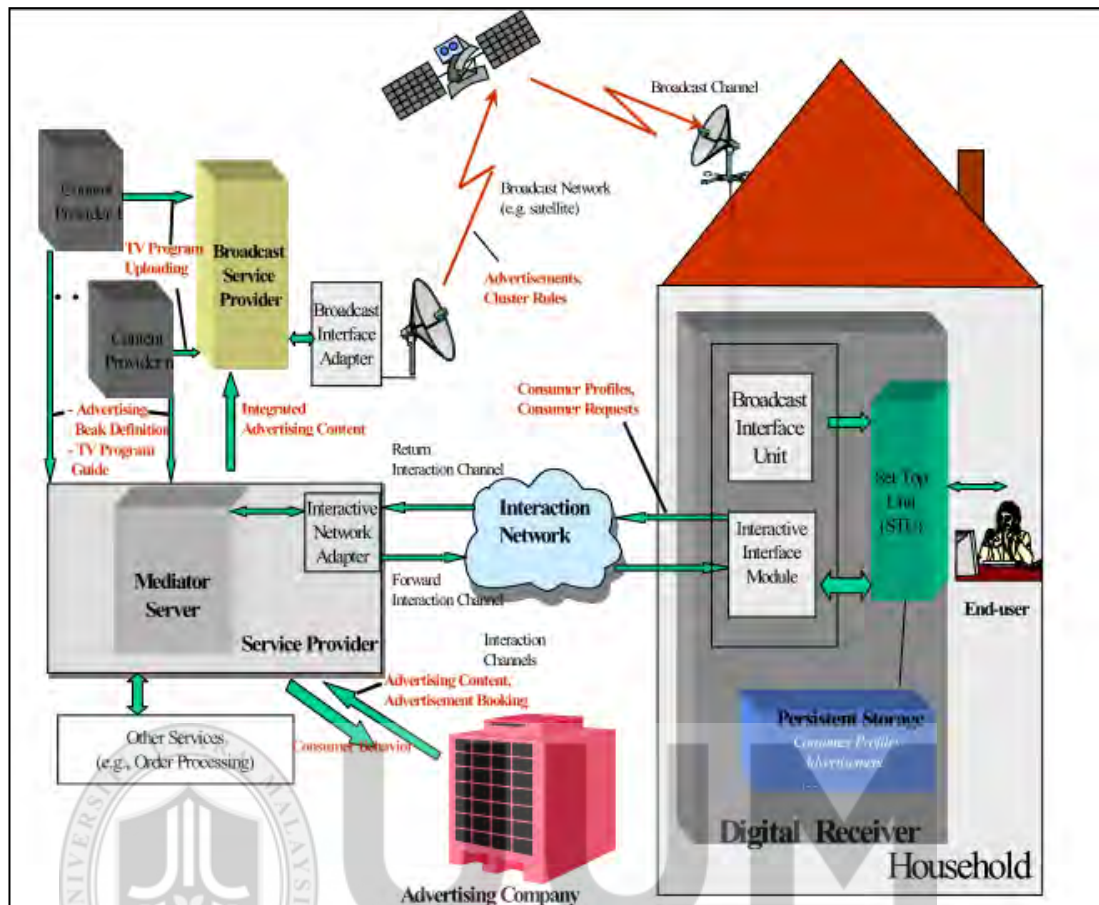 Broadcast Channel
Broadcast Network
(e.g. satellite)
Advertisements,
Cluster Rules
Content
Provider 1
TV Program
Uploading
Broadcast
Service
Provider
Content
Provider n
Broadcast
Interface
Adapter
- Advertising
Beak Definition
- TV Program
Guide
Integrated
Advertising Content
Consumer Profiles,
Consumer Requests
Return
Interaction Channel
Interactive
Network
Adapter
Interaction
Network
Forward
Interaction Channel
Mediator
Server
Service Provider
Interaction
Channels
Advertising Content,
Advertisement Booking
Consumer Behavior
Other Services
(e.g., Order Processing)
Advertising Company
Broadcast
Interface
Unit
Interactive
Interface
Module
Set Top
Unit
(STU)
End-user
Persistent Storage
Consumer Profiles
Advertisement
....
Digital Receiver
Household
UNIVERSITI
MALAYSI
UUM